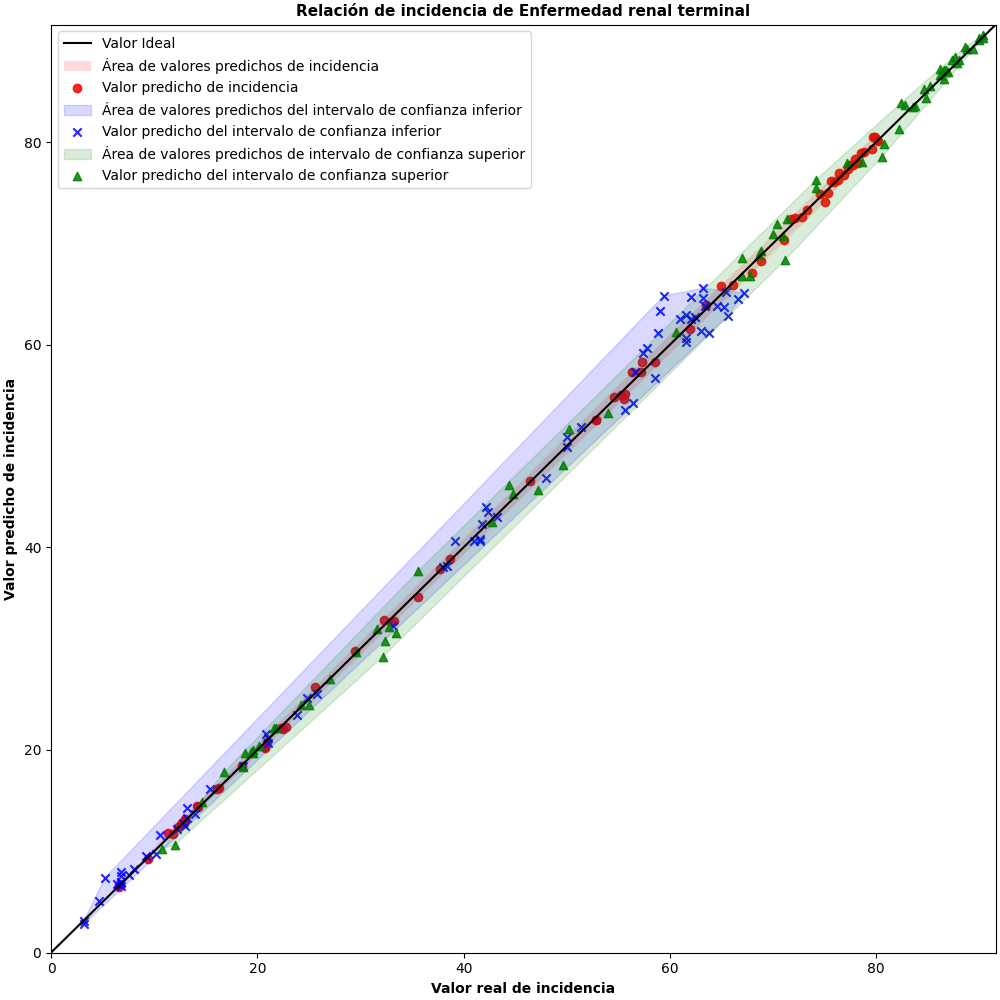 Relación de incidencia de Enfermedad renal terminal
Valor Ideal
Área de valores predichos de incidencia
Valor predicho de incidencia
Área de valores predichos del intervalo de confianza inferior
Valor predicho del intervalo de confianza inferior
Área de valores predichos de intervalo de confianza superior
Valor predicho del intervalo de confianza superior
Valor predicho de incidencia
80
60
40
20
0
0 20 40 60 80
Valor real de incidencia